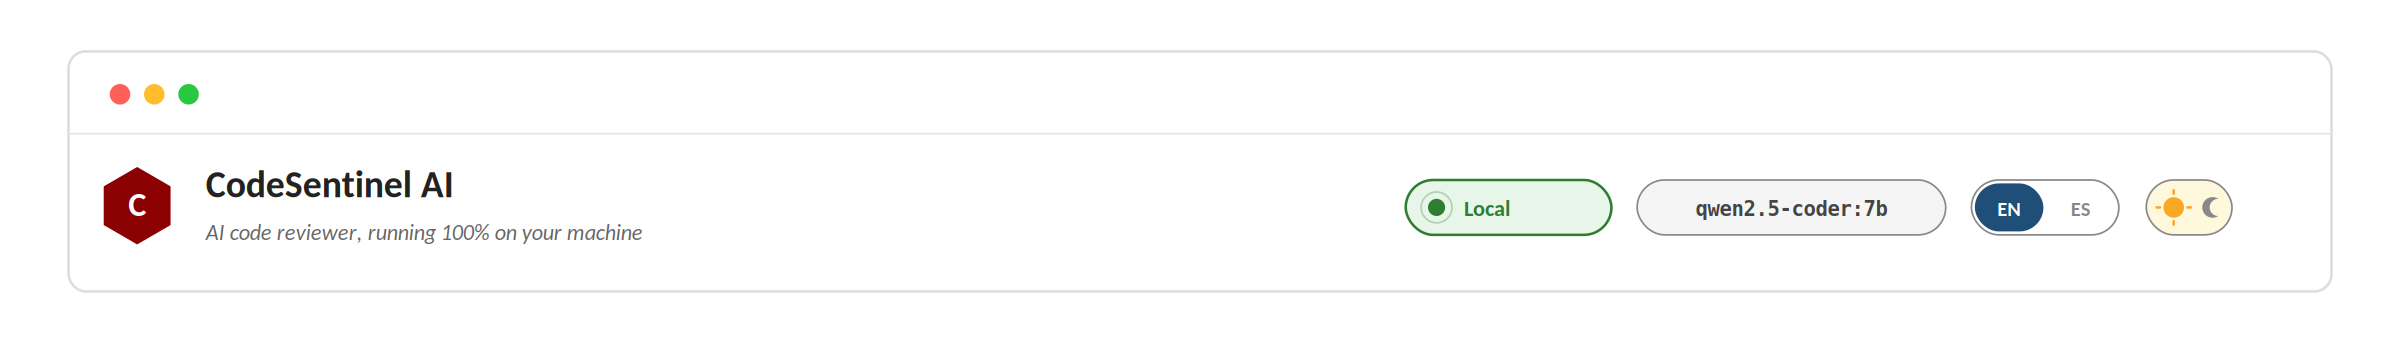 C
CodeSentinel AI
AI code reviewer, running 100% on your machine
Local
qwen2.5-coder:7b
EN
ES